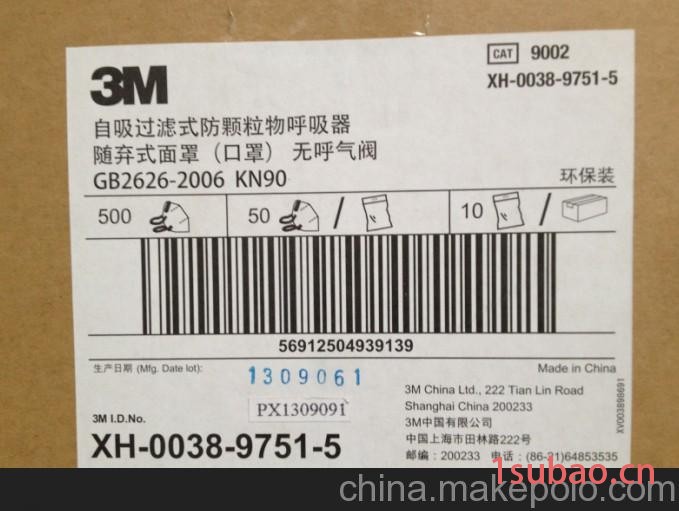 3M
CAT 9002
XH-0038-9751-5
自吸过滤式防颗粒物呼吸器
随弃式面罩（口罩）无呼气阀
GB2626-2006 KN90
环保装
500 50 / 10 /
56912504939139
生产日期 (Mfg. Date lot):
1309061
Made in China
PX1309091
3M China Ltd., 222 Tian Lin Road
Shanghai China 200233
3M中国有限公司
中国上海市田林路222号
邮编：200233 电话：(86-21)64853535
3M I.D.No.
XH-0038-9751-5
XV003898691
1subao.cn
china.makepolo.com